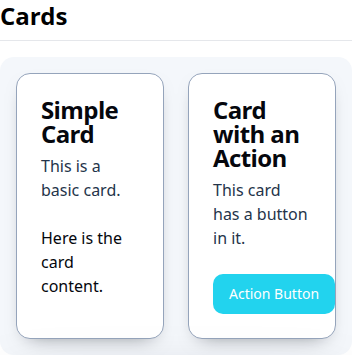 Cards
Simple
Card
This is a
basic card.
Here is the
card
content.
Card
with an
Action
This card
has a button
in it.
Action Button